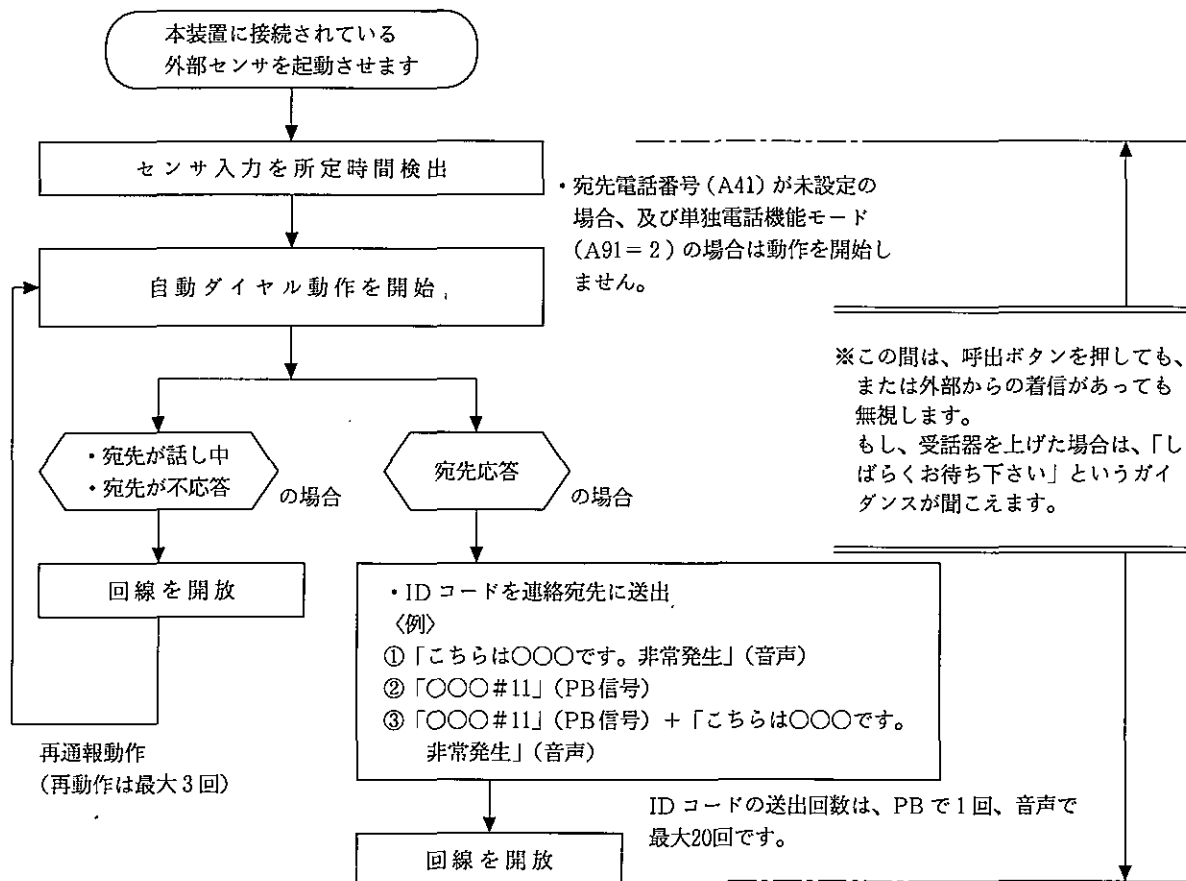 本装置に接続されている
外部センサを起動させます
センサ入力を所定時間検出
・宛先電話番号(A41)が未設定の
場合、及び単独電話機能モード
(A91=2)の場合は動作を開始し
ません。
自動ダイヤル動作を開始
※この間は、呼出ボタンを押しても、
または外部からの着信があっても
無視します。
もし、受話器を上げた場合は、「し
ばらくお待ち下さい」というガイ
ダンスが聞こえます。
・宛先が話し中
・宛先が不応答
の場合
宛先応答
の場合
回線を開放
再通報動作
(再動作は最大3回)
・IDコードを連絡宛先に送出
〈例〉
①「こちらは○○○です。非常発生」(音声)
②「○○○#11」(PB信号)
③「○○○#11」(PB信号)+「こちらは○○○です。
非常発生」(音声)
IDコードの送出回数は、PBで1回、音声で
最大20回です。
回線を開放